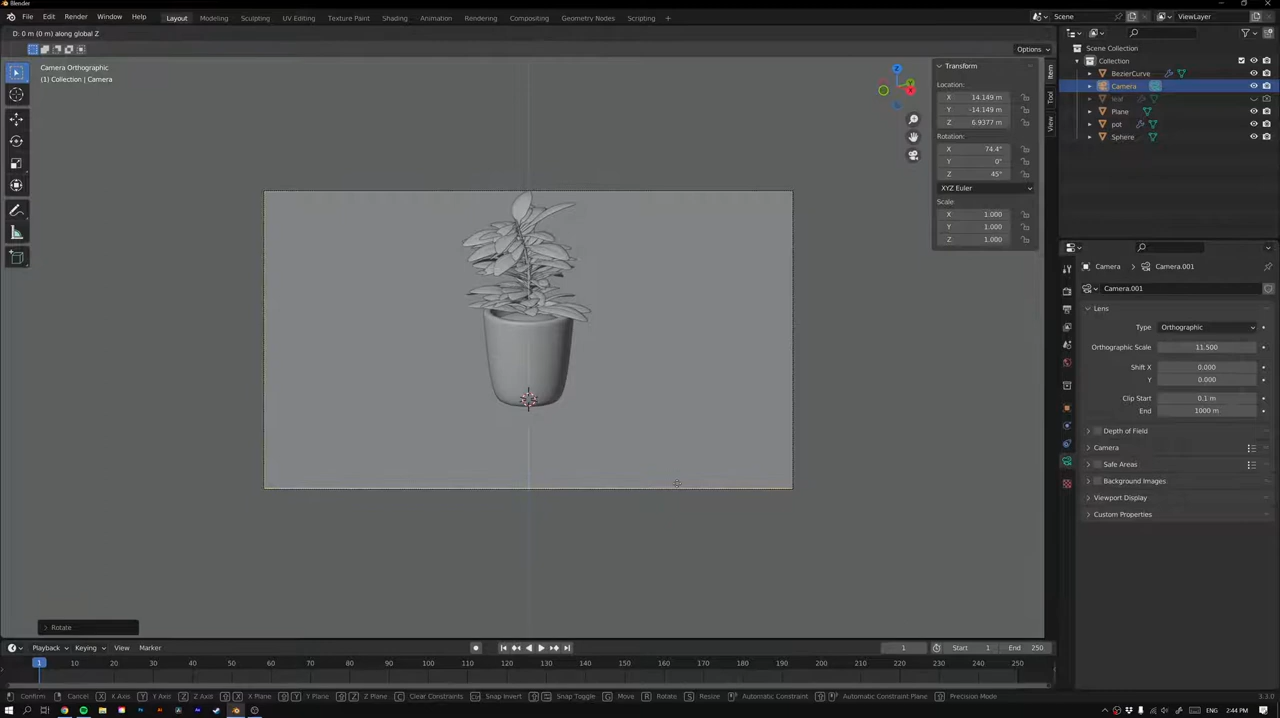 Blender
File Edit Render Window Help Layout Modeling Sculpting UV Editing Texture Paint Shading Animation Rendering Compositing Geometry Nodes Scripting + Scene ViewLayer
D: 0 m (0 m) along global Z
Options
Camera Orthographic
(1) Collection | Camera
Transform
Location:
X 14.149 m
Y -14.149 m
Z 6.9377 m
Rotation:
X 74.4°
Y 0°
Z 45°
XYZ Euler
Scale:
X 1.000
Y 1.000
Z 1.000
Item
Tool
View
Scene Collection
Collection
BezierCurve
Camera
leaf
Plane
pot
Sphere
Camera Camera.001
Camera.001
Lens
Type Orthographic
Orthographic Scale 11.500
Shift X 0.000
Y 0.000
Clip Start 0.1 m
End 1000 m
Depth of Field
Camera
Safe Areas
Background Images
Viewport Display
Custom Properties
Rotate
Playback Keying View Marker 1 Start 1 End 250
1 10 20 30 40 50 60 70 80 90 100 110 120 130 140 150 160 170 180 190 200 210 220 230 240 250
Confirm Cancel X X Axis Y Y Axis Z Z Axis X X Plane Y Y Plane Z Z Plane C Clear Constraints Snap Invert Snap Toggle G Move R Rotate S Resize Automatic Constraint Automatic Constraint Plane Precision Mode 3.3.0
ENG 2:44 PM